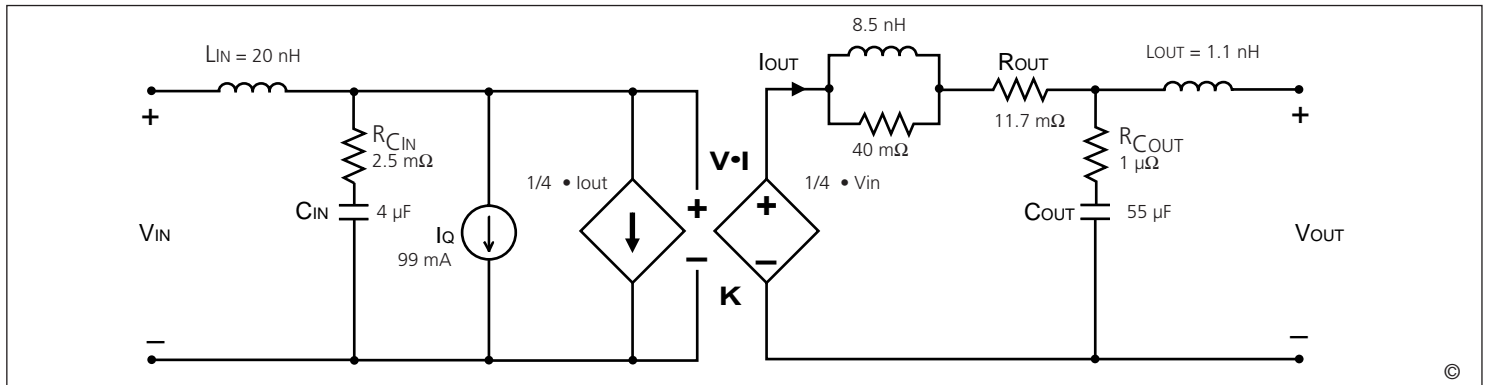 LIN = 20 nH
+
VIN
−
RCIN
2.5 mΩ
CIN
4 µF
IQ
99 mA
1/4 • Iout
V•I
+
−
K
+
−
1/4 • Vin
IOUT
8.5 nH
40 mΩ
ROUT
11.7 mΩ
RCOUT
1 µΩ
COUT
55 µF
LOUT = 1.1 nH
+
VOUT
−
©